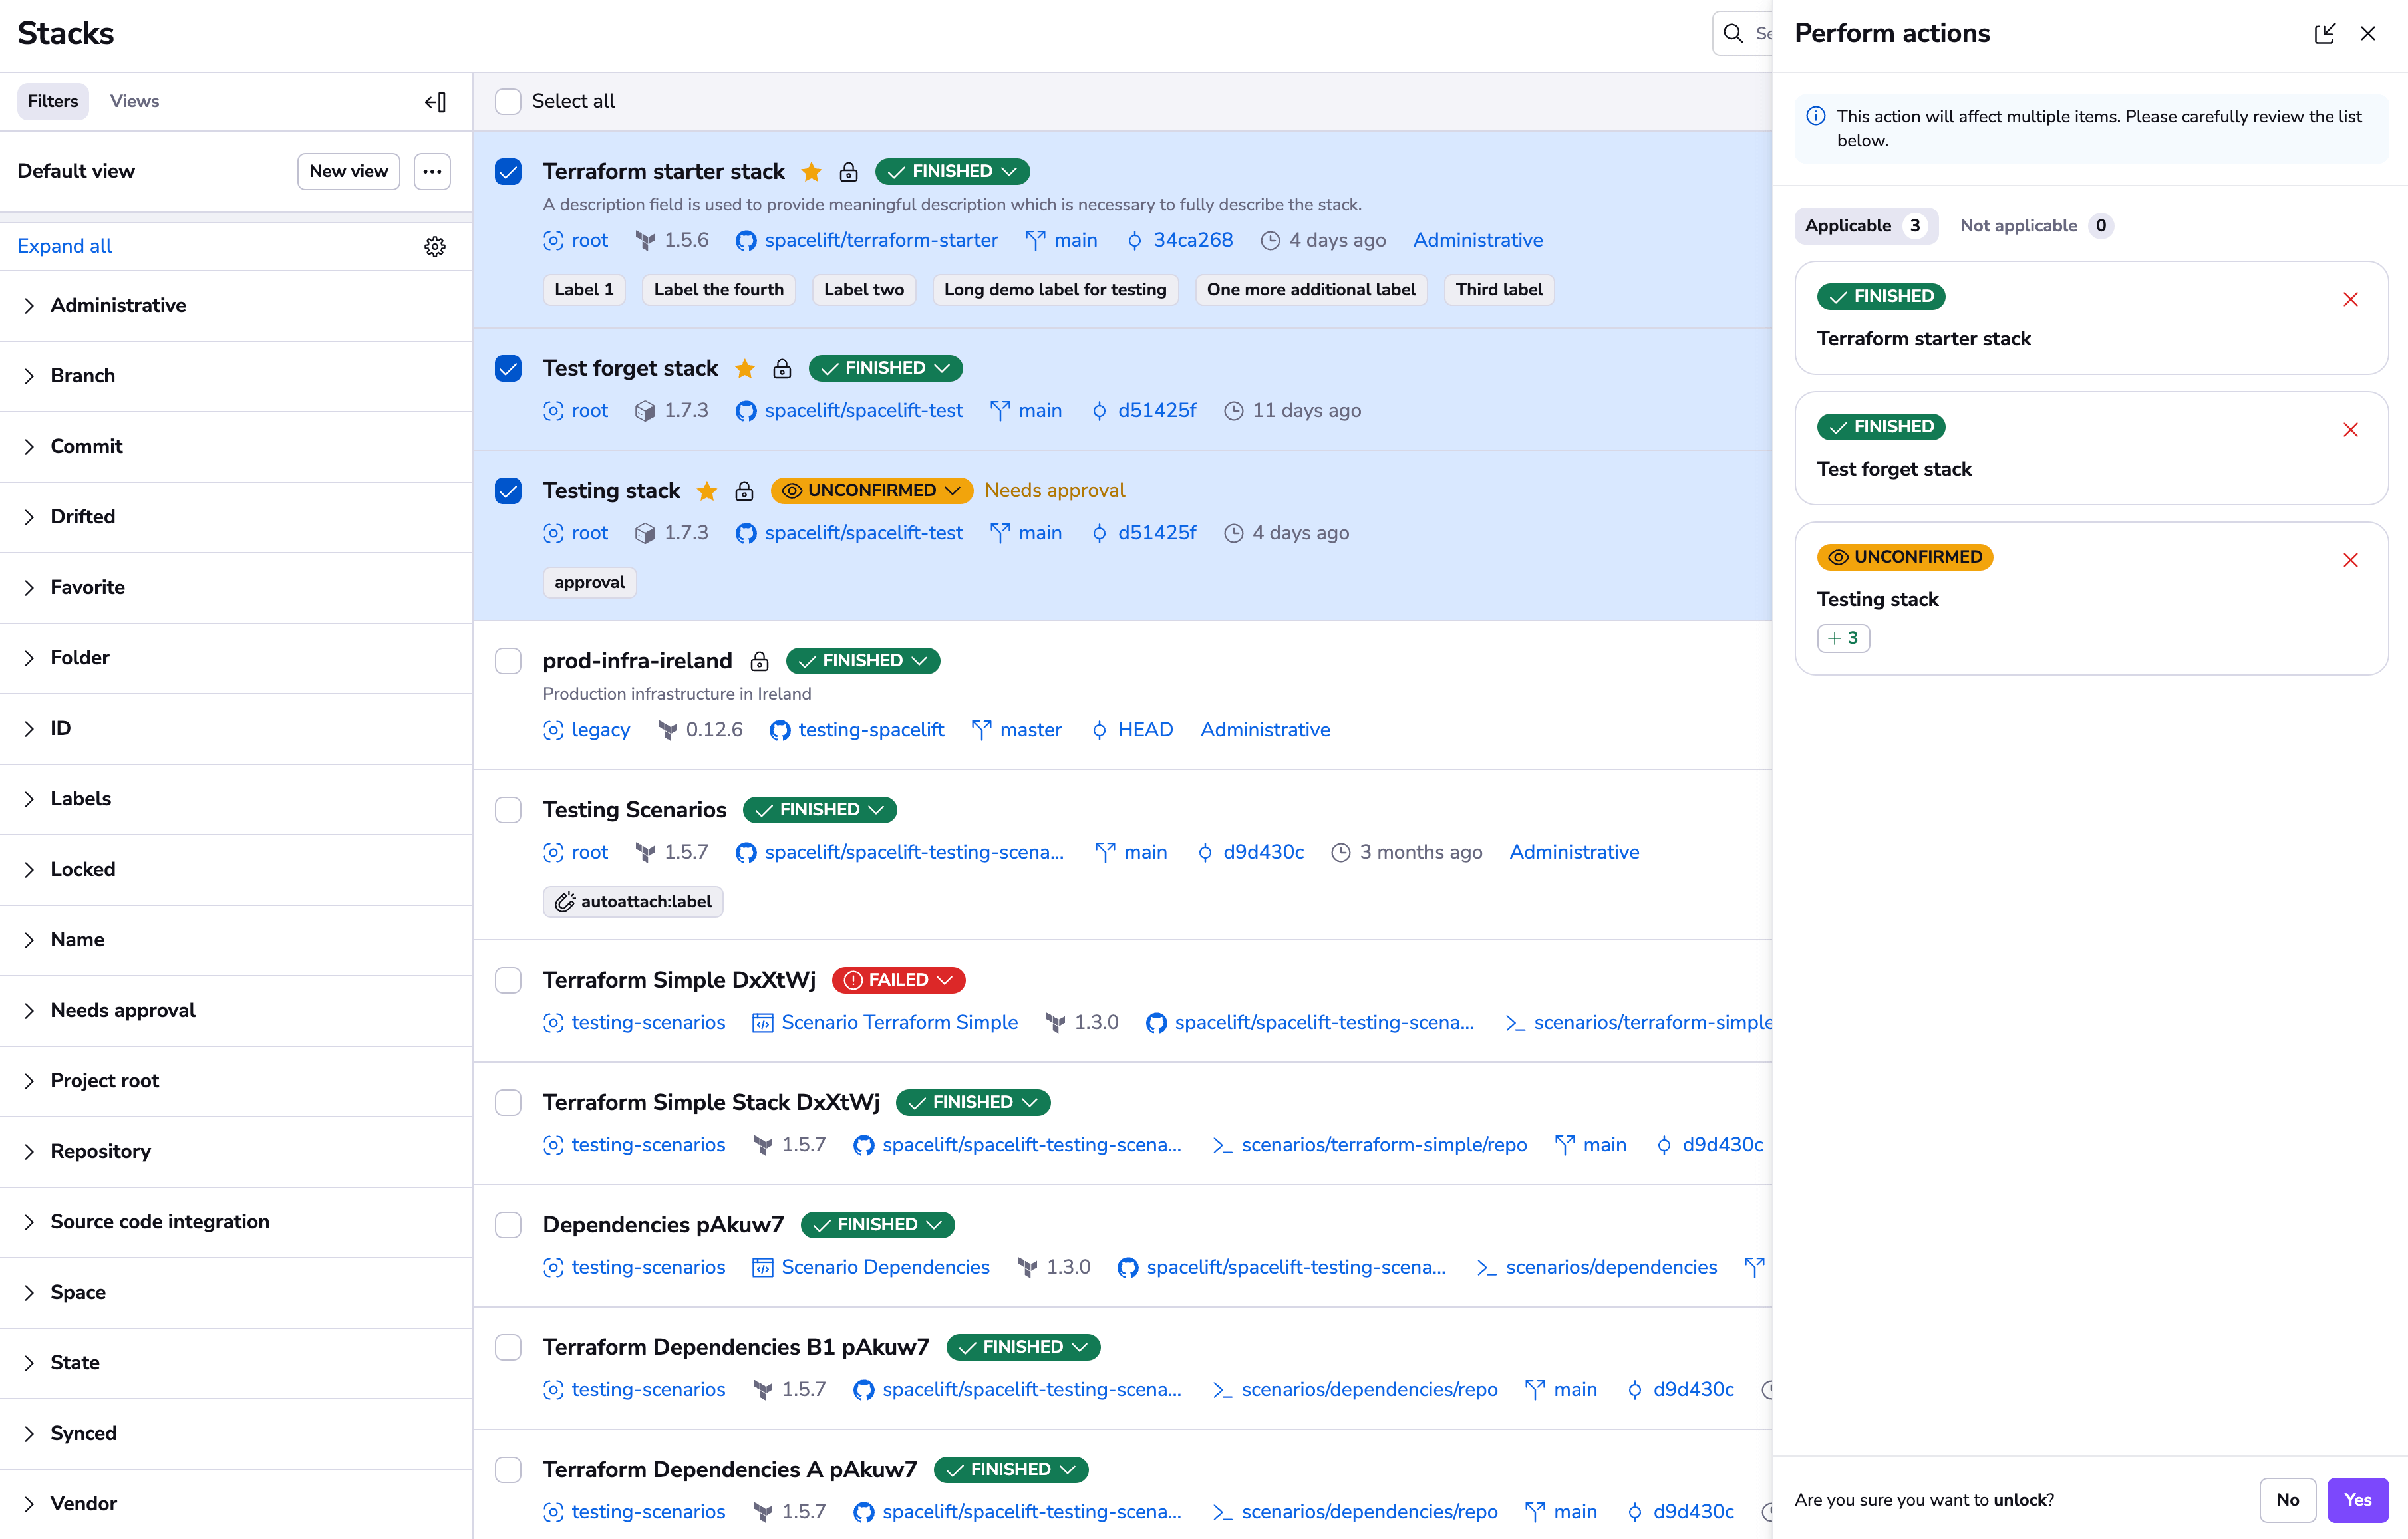 Stacks
Se
Filters Views
Default view New view
Expand all
Administrative
Branch
Commit
Drifted
Favorite
Folder
ID
Labels
Locked
Name
Needs approval
Project root
Repository
Source code integration
Space
State
Synced
Vendor
Select all
Terraform starter stack FINISHED
A description field is used to provide meaningful description which is necessary to fully describe the stack.
root 1.5.6 spacelift/terraform-starter main 34ca268 4 days ago Administrative
Label 1 Label the fourth Label two Long demo label for testing One more additional label Third label
Test forget stack FINISHED
root 1.7.3 spacelift/spacelift-test main d51425f 11 days ago
Testing stack UNCONFIRMED Needs approval
root 1.7.3 spacelift/spacelift-test main d51425f 4 days ago
approval
prod-infra-ireland FINISHED
Production infrastructure in Ireland
legacy 0.12.6 testing-spacelift master HEAD Administrative
Testing Scenarios FINISHED
root 1.5.7 spacelift/spacelift-testing-scena... main d9d430c 3 months ago Administrative
autoattach:label
Terraform Simple DxXtWj FAILED
testing-scenarios Scenario Terraform Simple 1.3.0 spacelift/spacelift-testing-scena... scenarios/terraform-simple
Terraform Simple Stack DxXtWj FINISHED
testing-scenarios 1.5.7 spacelift/spacelift-testing-scena... scenarios/terraform-simple/repo main d9d430c
Dependencies pAkuw7 FINISHED
testing-scenarios Scenario Dependencies 1.3.0 spacelift/spacelift-testing-scena... scenarios/dependencies
Terraform Dependencies B1 pAkuw7 FINISHED
testing-scenarios 1.5.7 spacelift/spacelift-testing-scena... scenarios/dependencies/repo main d9d430c
Terraform Dependencies A pAkuw7 FINISHED
testing-scenarios 1.5.7 spacelift/spacelift-testing-scena... scenarios/dependencies/repo main d9d430c
Perform actions
This action will affect multiple items. Please carefully review the list
below.
Applicable 3 Not applicable 0
FINISHED
Terraform starter stack
FINISHED
Test forget stack
UNCONFIRMED
Testing stack
+ 3
Are you sure you want to unlock? No Yes